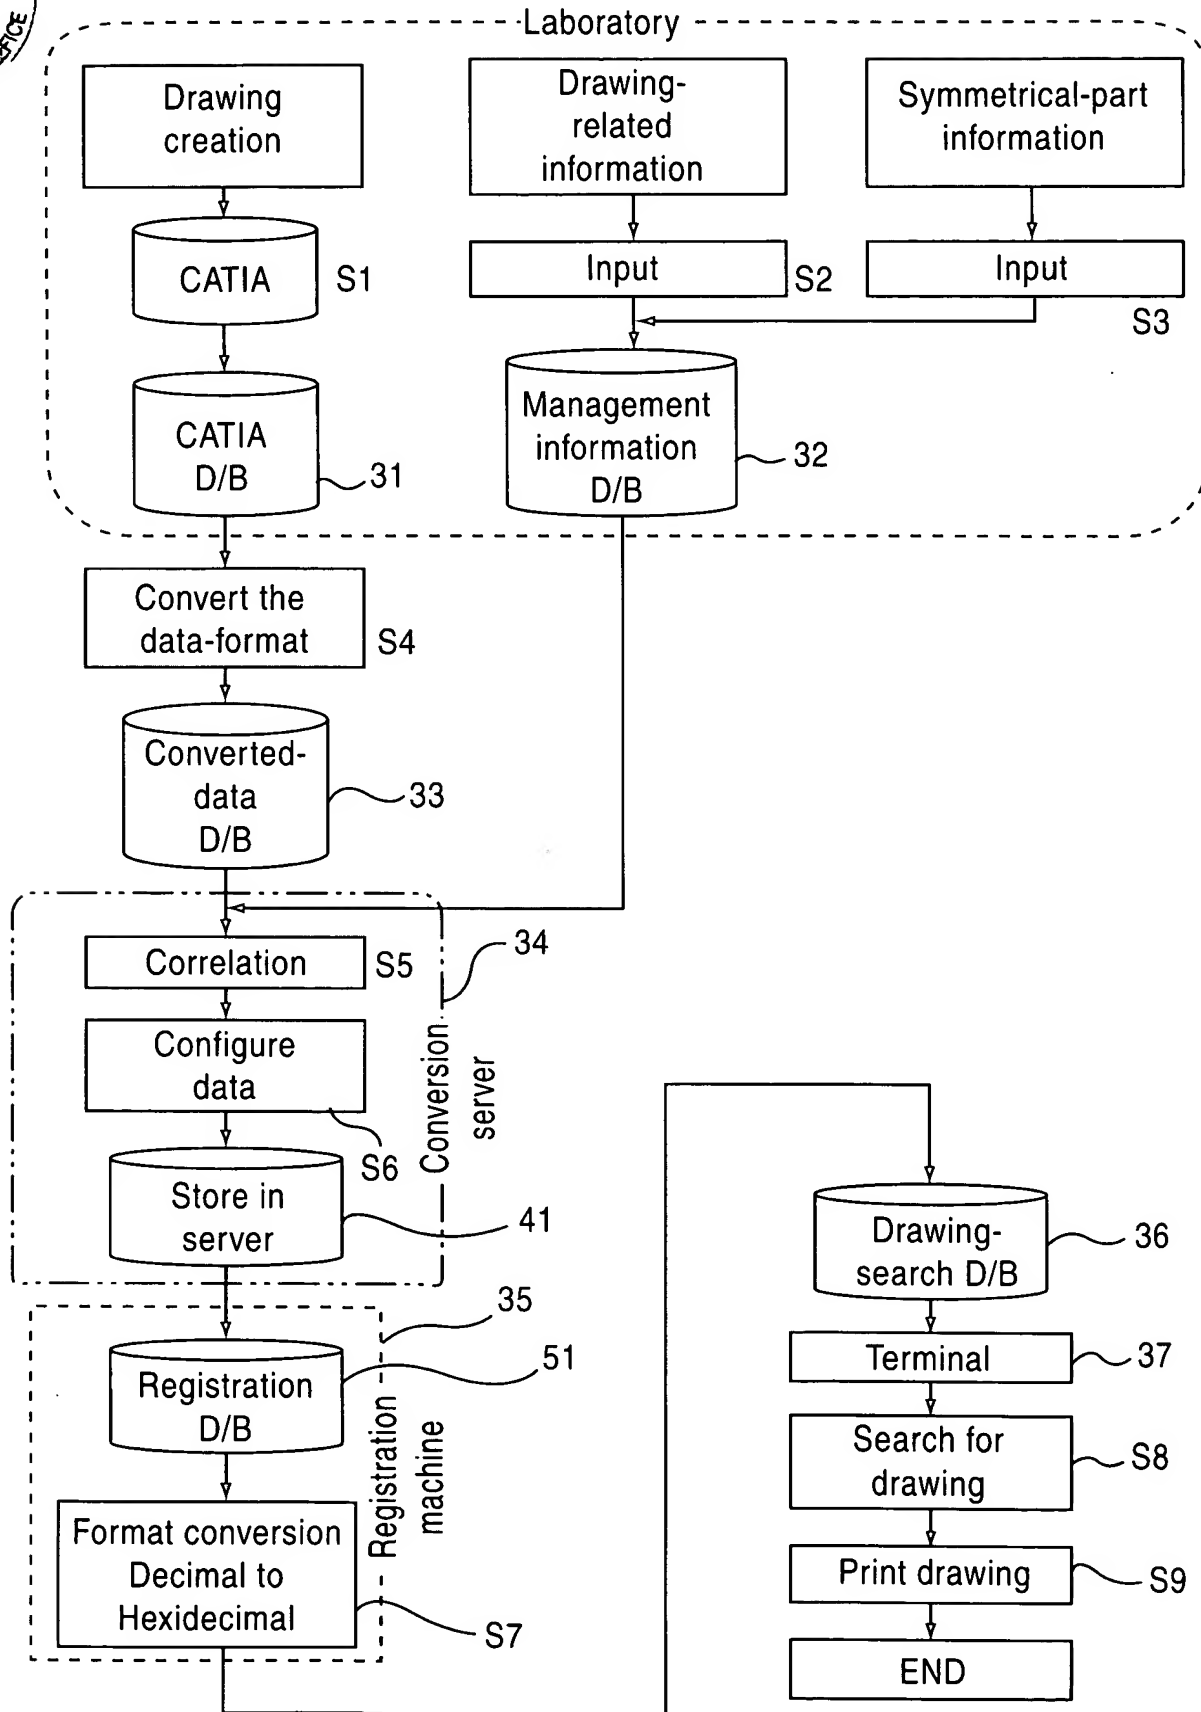 Laboratory
Drawing
creation
Drawing-
related
information
Symmetrical-part
information
CATIA
S1
Input
S2
Input
S3
CATIA
D/B
31
Management
information
D/B
32
Convert the
data-format
S4
Converted-
data
D/B
33
34
Correlation
S5
Configure
data
S6
Conversion
server
Store in
server
41
35
Registration
D/B
51
Registration
machine
Format conversion
Decimal to
Hexidecimal
S7
Drawing-
search D/B
36
Terminal
37
Search for
drawing
S8
Print drawing
S9
END